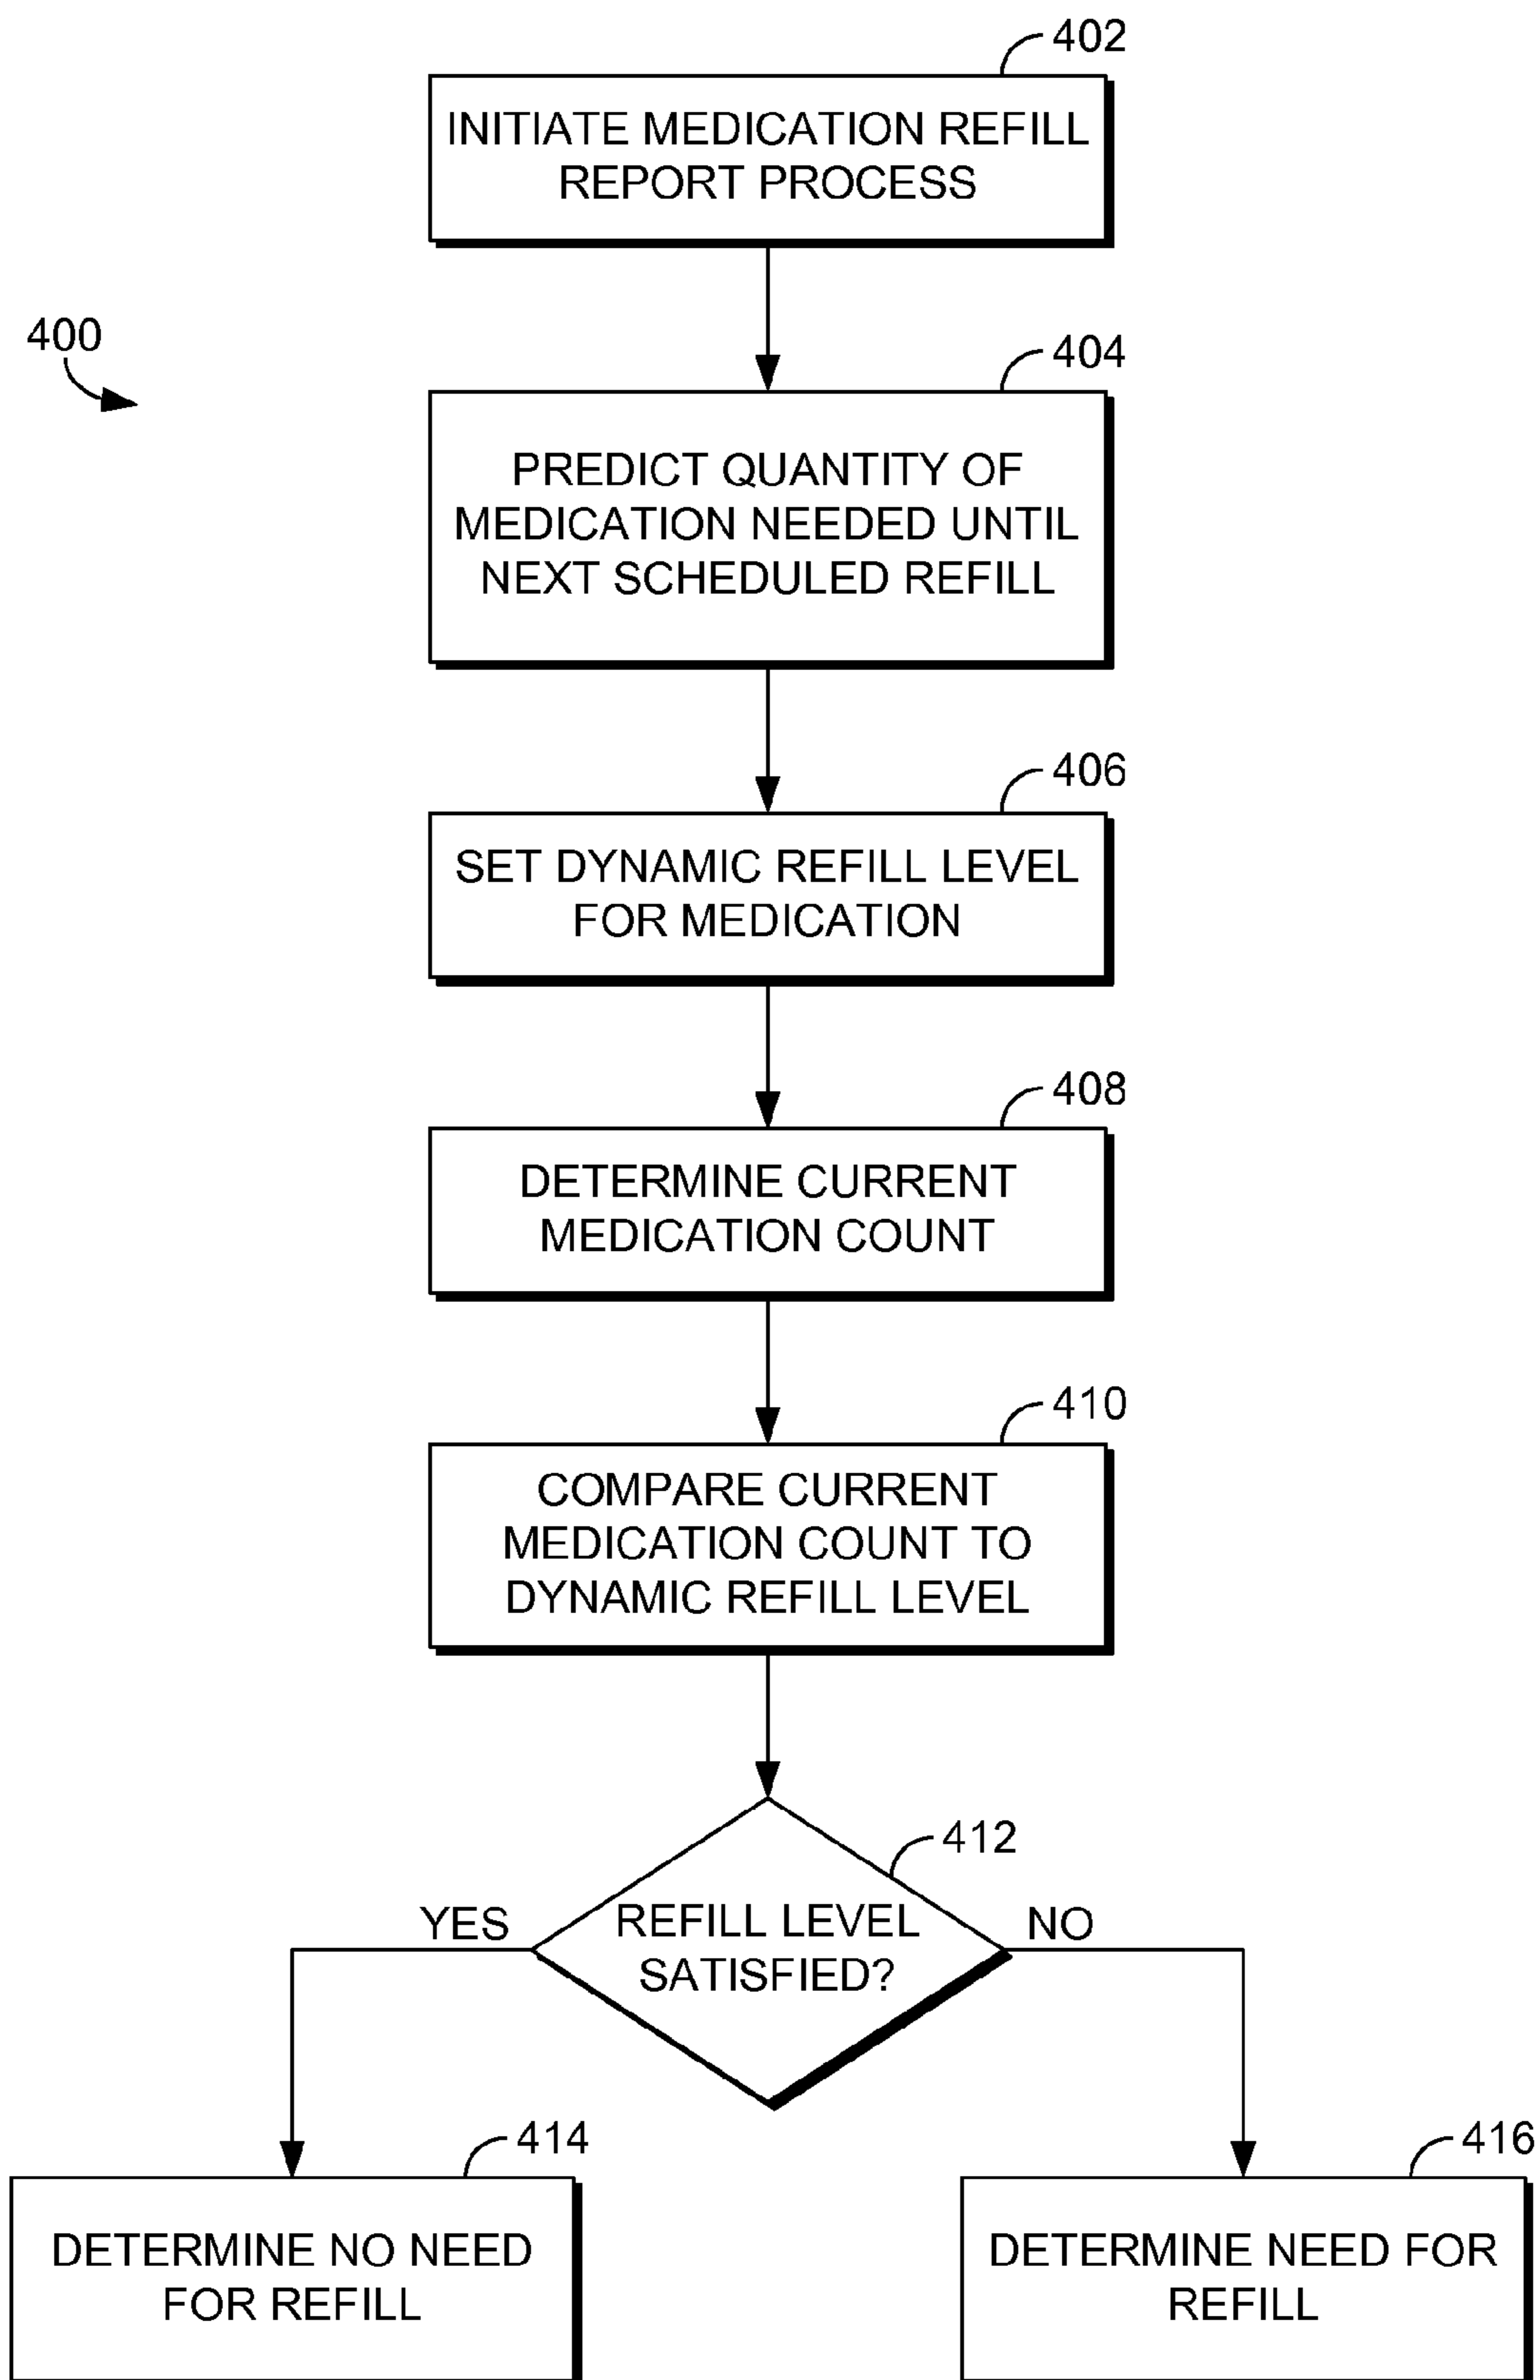 402
INITIATE MEDICATION REFILL
REPORT PROCESS
400
404
PREDICT QUANTITY OF
MEDICATION NEEDED UNTIL
NEXT SCHEDULED REFILL
406
SET DYNAMIC REFILL LEVEL
FOR MEDICATION
408
DETERMINE CURRENT
MEDICATION COUNT
410
COMPARE CURRENT
MEDICATION COUNT TO
DYNAMIC REFILL LEVEL
412
YES
REFILL LEVEL
SATISFIED?
NO
414
DETERMINE NO NEED
FOR REFILL
416
DETERMINE NEED FOR
REFILL